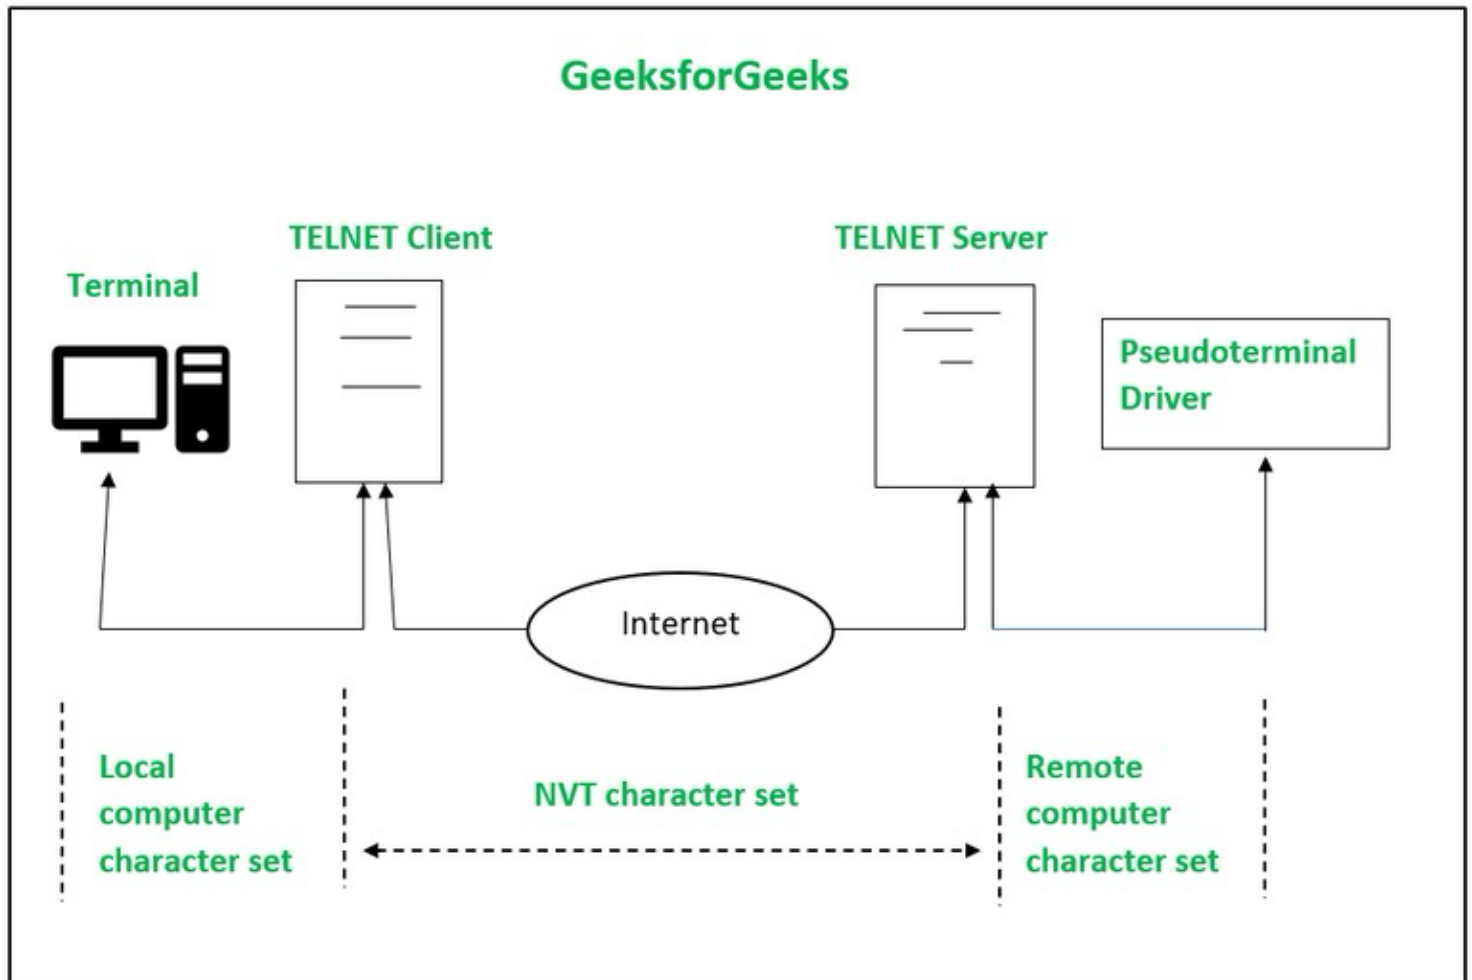 GeeksforGeeks
TELNET Client
TELNET Server
Terminal
Pseudoterminal
Driver
Internet
Local
computer
character set
NVT character set
Remote
computer
character set